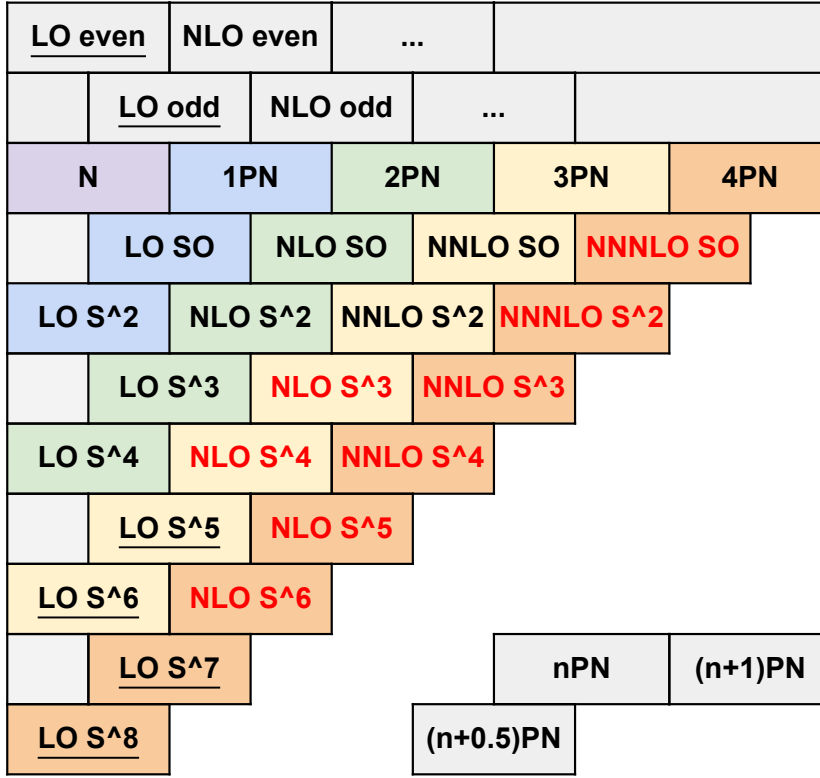 LO even NLO even ...
LO odd NLO odd ...
N 1PN 2PN 3PN 4PN
LO SO NLO SO NNLO SO NNNLO SO
LO S^2 NLO S^2 NNLO S^2 NNNLO S^2
LO S^3 NLO S^3 NNLO S^3
LO S^4 NLO S^4 NNLO S^4
LO S^5 NLO S^5
LO S^6 NLO S^6
LO S^7 nPN (n+1)PN
LO S^8 (n+0.5)PN